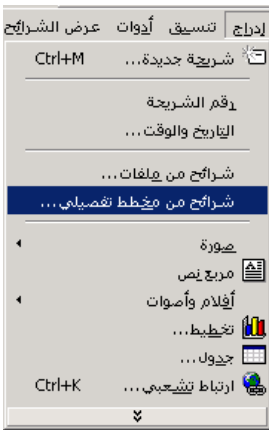 إدراج تنسيق أدوات عرض الشرائح
شريحة جديدة... Ctrl+M
رقم الشريحة
التاريخ والوقت...
شرائح من ملفات...
شرائح من مخطط تفصيلي...
صورة
مربع نص
أفلام وأصوات
تخطيط...
جدول...
ارتباط تشعبي... Ctrl+K